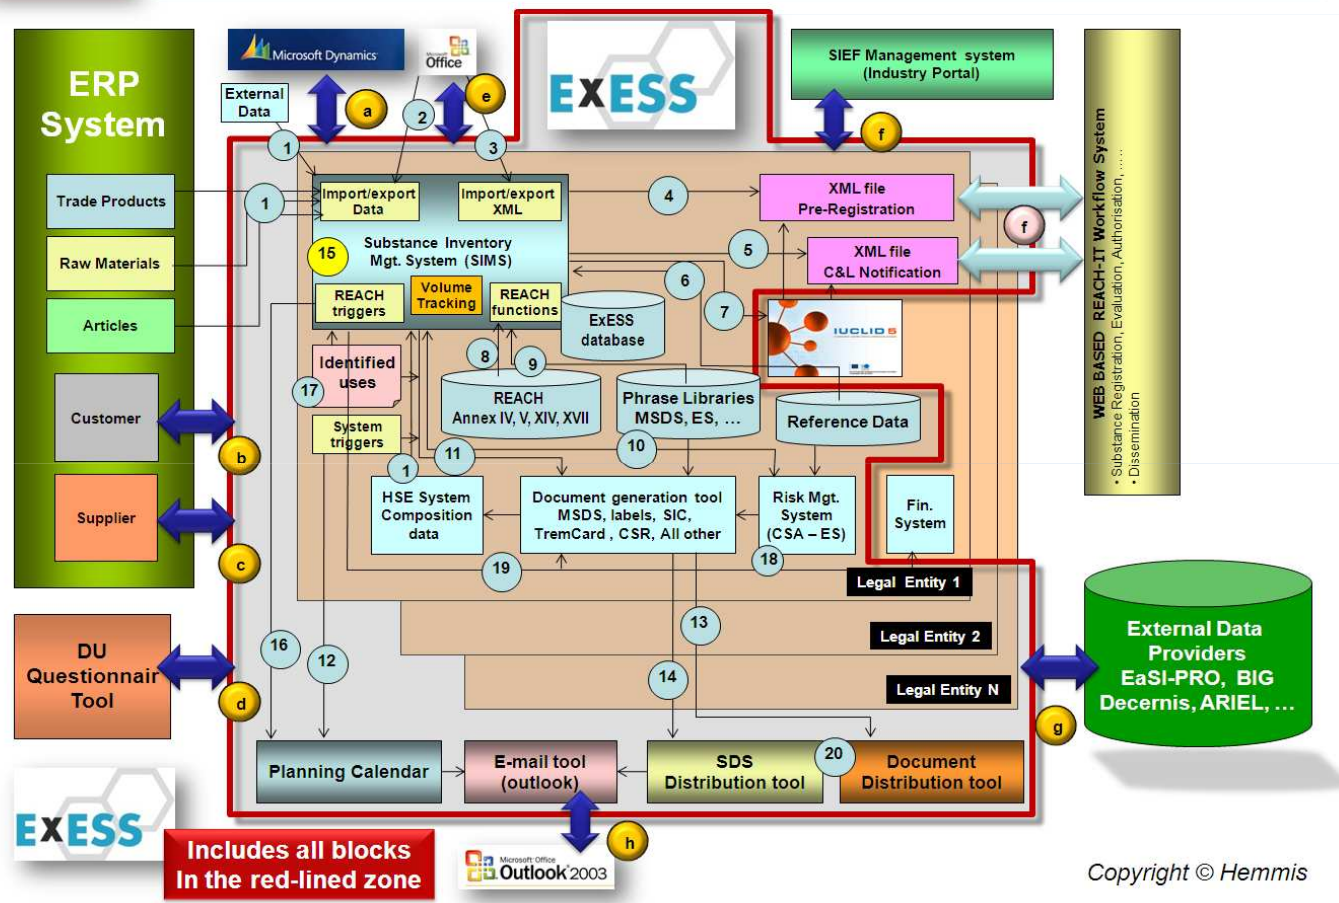 ERP
System
Microsoft Dynamics
Microsoft
Office
External
Data
a
2
e
ExESS
SIEF Management system
(Industry Portal)
f
1
3
Trade Products
Raw Materials
Articles
Customer
Supplier
1
Import/export
Data
Import/export
XML
4
XML file
Pre-Registration
f
15
Substance Inventory
Mgt. System (SIMS)
5
XML file
C&L Notification
REACH
triggers
Volume
Tracking
REACH
functions
6
7
ExESS
database
IUCLID 5
WEB BASED REACH-IT Workflow System
• Substance Registration, Evaluation, Authorisation, .....
• Dissemination
17
Identified
uses
8
9
REACH
Annex IV, V, XIV, XVII
Phrase Libraries
MSDS, ES, …
Reference Data
b
System
triggers
11
10
1
HSE System
Composition
data
Document generation tool
MSDS, labels, SIC,
TremCard , CSR, All other
Risk Mgt.
System
(CSA – ES)
Fin.
System
c
19
18
Legal Entity 1
DU
Questionnair
Tool
d
16
12
13
14
Legal Entity 2
Legal Entity N
External Data
Providers
EaSI-PRO, BIG
Decernis, ARIEL, …
g
Planning Calendar
E-mail tool
(outlook)
SDS
Distribution tool
20
Document
Distribution tool
ExESS
Includes all blocks
In the red-lined zone
h
Microsoft Office
Outlook 2003
Copyright © Hemmis